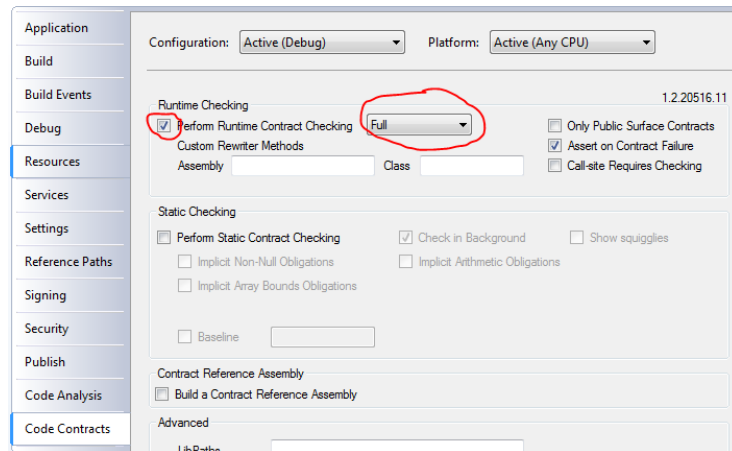 Application
Build
Build Events
Debug
Resources
Services
Settings
Reference Paths
Signing
Security
Publish
Code Analysis
Code Contracts
Configuration: Active (Debug) Platform: Active (Any CPU)
1.2.20516.11
Runtime Checking
Perform Runtime Contract Checking Full Only Public Surface Contracts
Custom Rewriter Methods Assert on Contract Failure
Assembly Class Call-site Requires Checking
Static Checking
Perform Static Contract Checking Check in Background Show squigglies
Implicit Non-Null Obligations Implicit Arithmetic Obligations
Implicit Array Bounds Obligations
Baseline
Contract Reference Assembly
Build a Contract Reference Assembly
Advanced
LibPaths